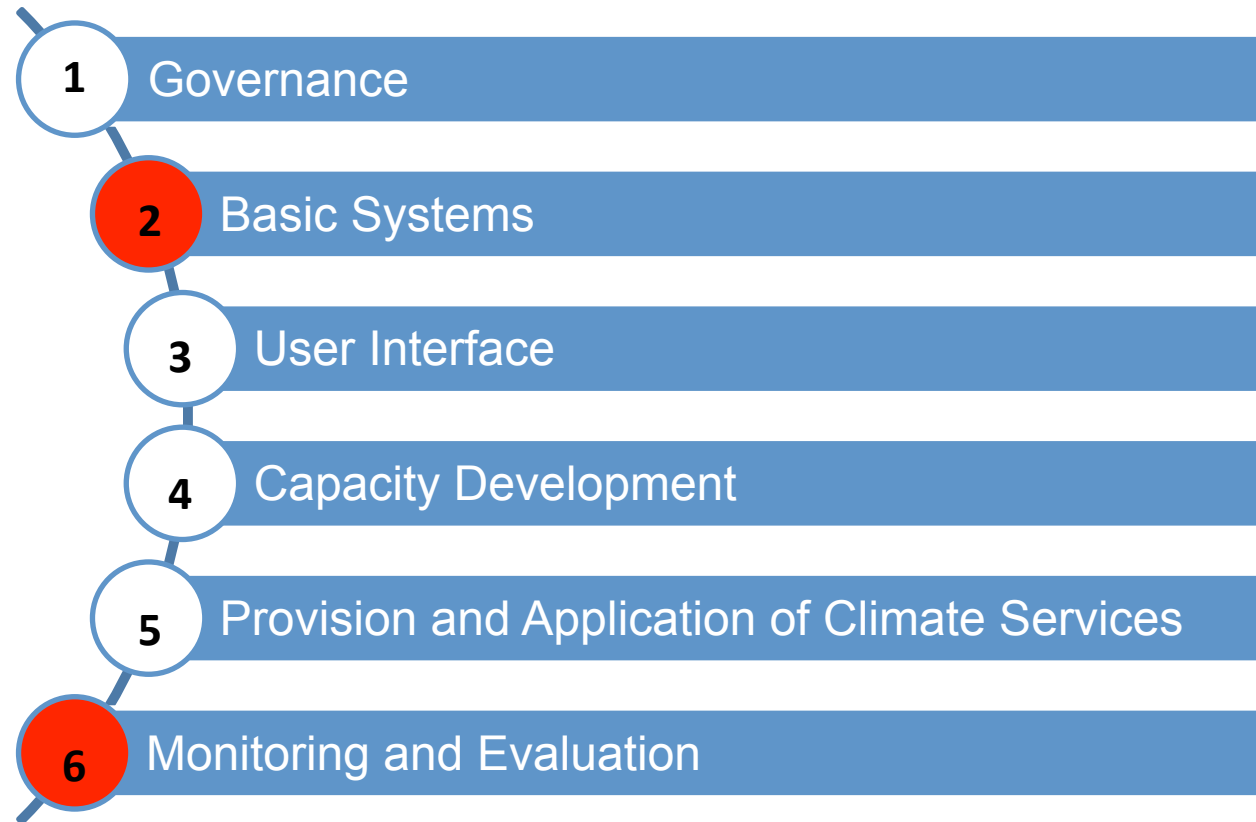 1 Governance
2 Basic Systems
3 User Interface
4 Capacity Development
5 Provision and Application of Climate Services
6 Monitoring and Evaluation